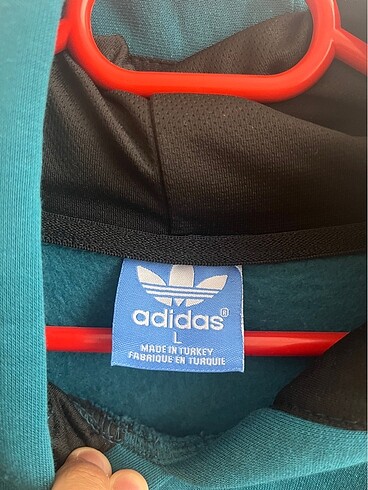 adidas®
L
MADE IN TURKEY
FABRIQUE EN TURQUIE